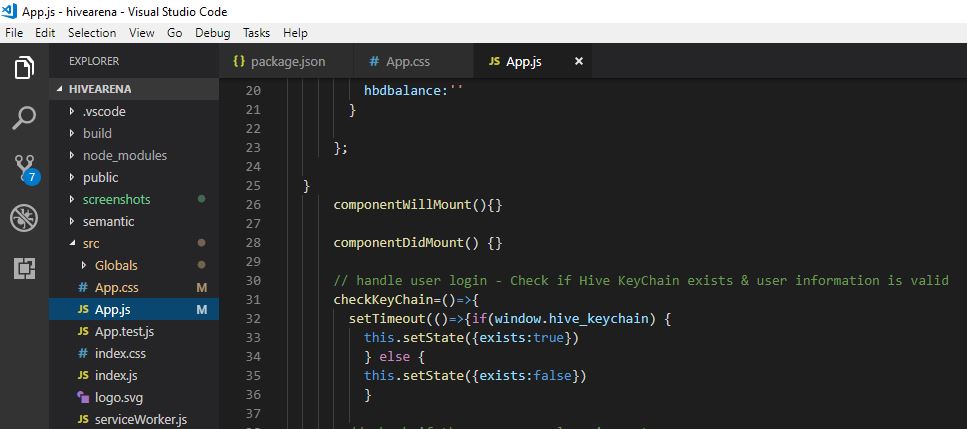 App.js - hivearena - Visual Studio Code
File Edit Selection View Go Debug Tasks Help
EXPLORER
HIVEARENA
.vscode
build
node_modules
public
screenshots
semantic
src
Globals
# App.css M
JS App.js M
JS App.test.js
# index.css
JS index.js
logo.svg
JS serviceWorker.js
7
{} package.json # App.css JS App.js ×
20 hbdbalance:''
21 }
22
23 };
24
25 }
26 componentWillMount(){}
27
28 componentDidMount() {}
29
30 // handle user login - Check if Hive KeyChain exists & user information is valid
31 checkKeyChain=()=>{
32 setTimeout(()=>{if(window.hive_keychain) {
33 this.setState({exists:true})
34 } else {
35 this.setState({exists:false})
36 }
37